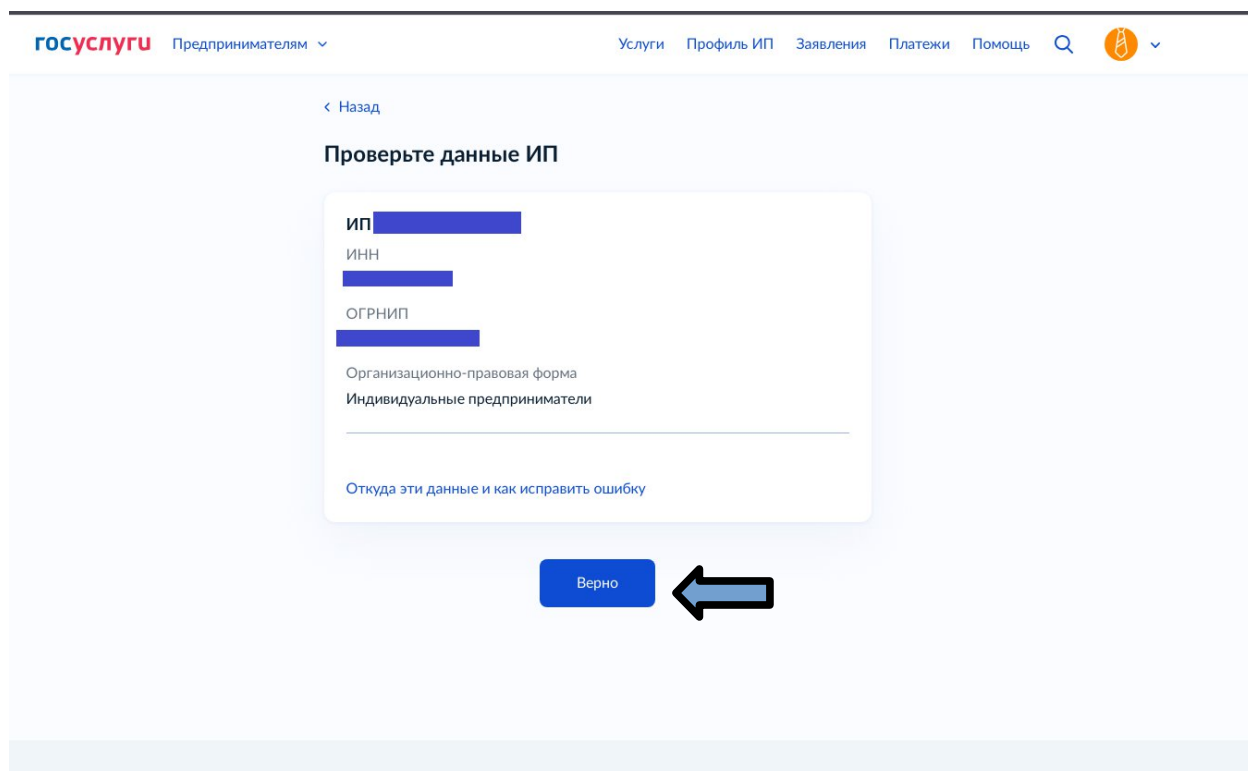 госуслуги Предпринимателям Услуги Профиль ИП Заявления Платежи Помощь
Назад
Проверьте данные ИП
ИП
ИНН
ОГРНИП
Организационно-правовая форма
Индивидуальные предприниматели
Откуда эти данные и как исправить ошибку
Верно